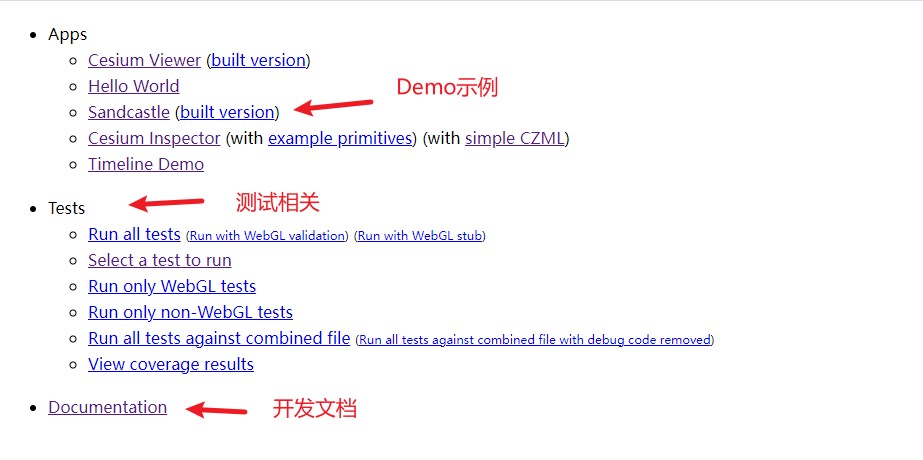 Apps
Cesium Viewer (built version)
Hello World
Demo示例
Sandcastle (built version)
Cesium Inspector (with example primitives) (with simple CZML)
Timeline Demo
Tests
测试相关
Run all tests (Run with WebGL validation) (Run with WebGL stub)
Select a test to run
Run only WebGL tests
Run only non-WebGL tests
Run all tests against combined file (Run all tests against combined file with debug code removed)
View coverage results
Documentation
开发文档